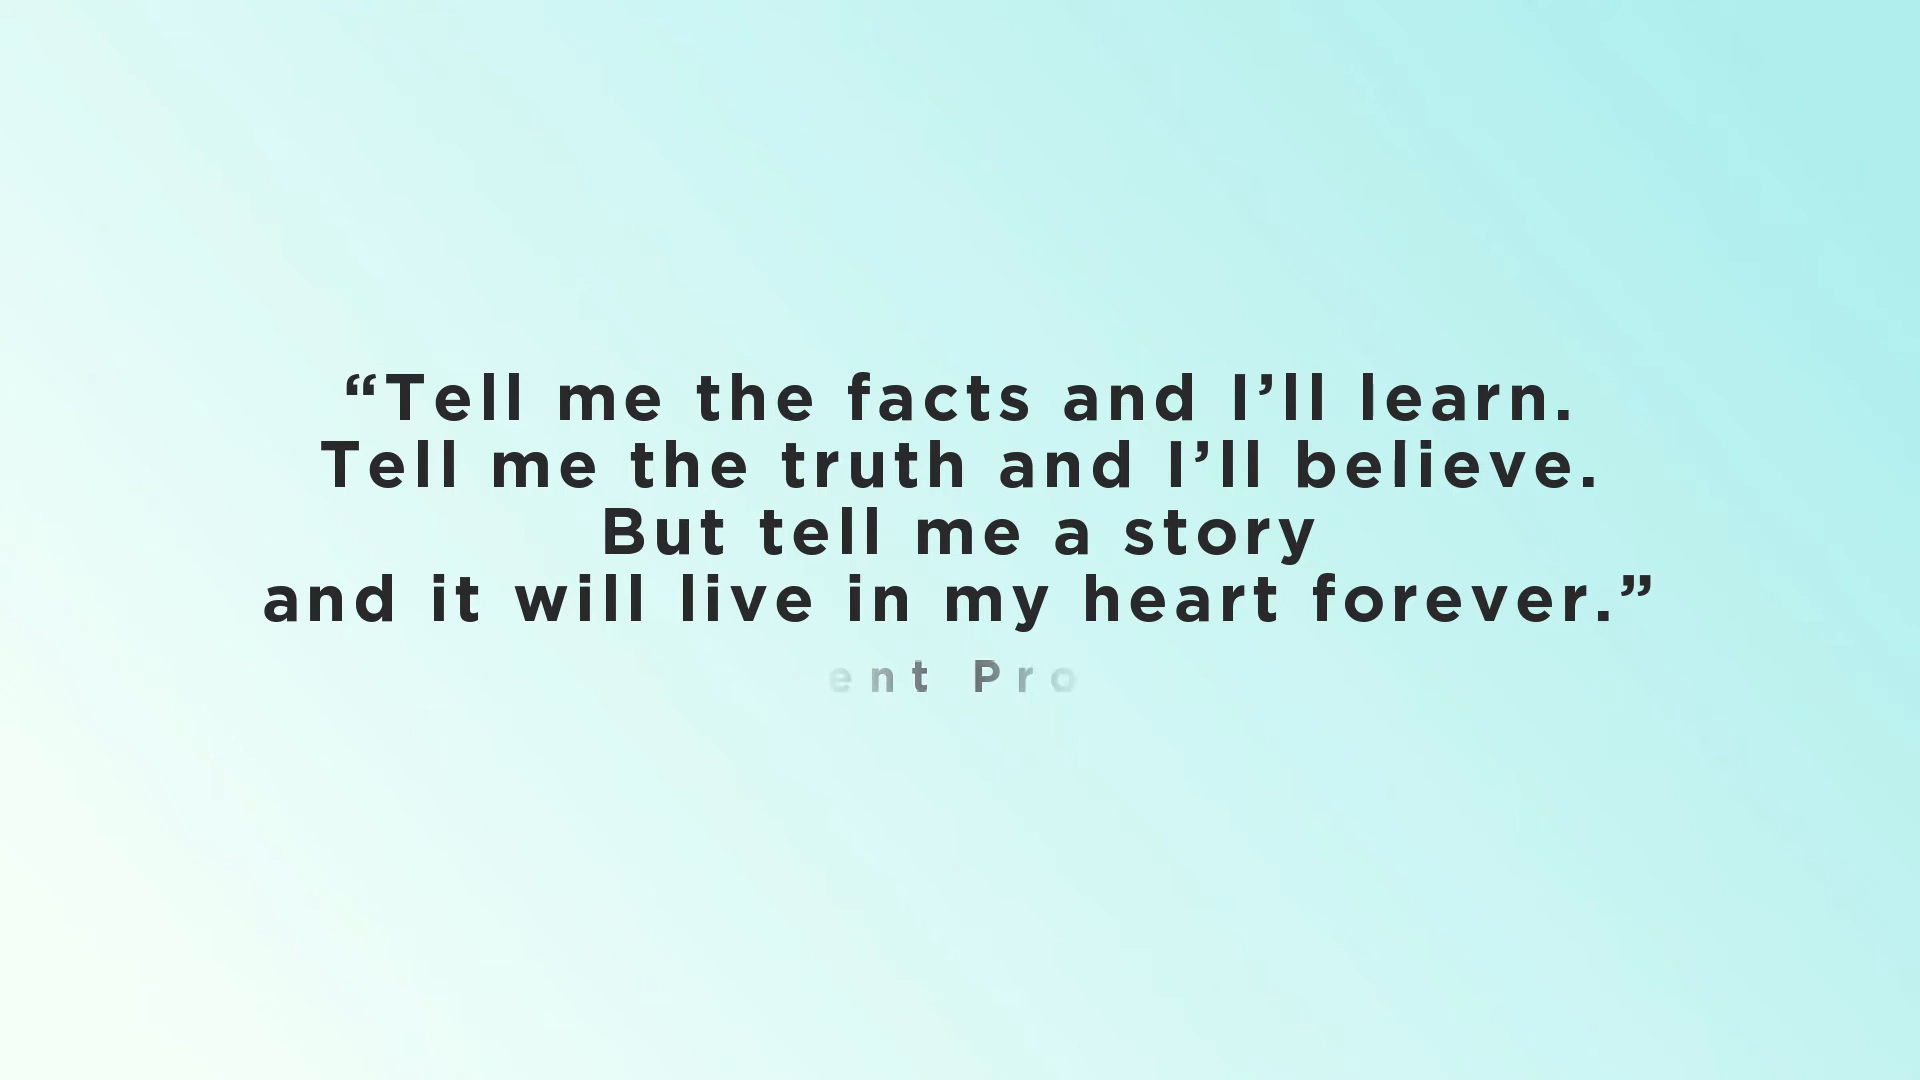 “Tell me the facts and I’ll learn.
Tell me the truth and I’ll believe.
But tell me a story
and it will live in my heart forever.”
ent Pro